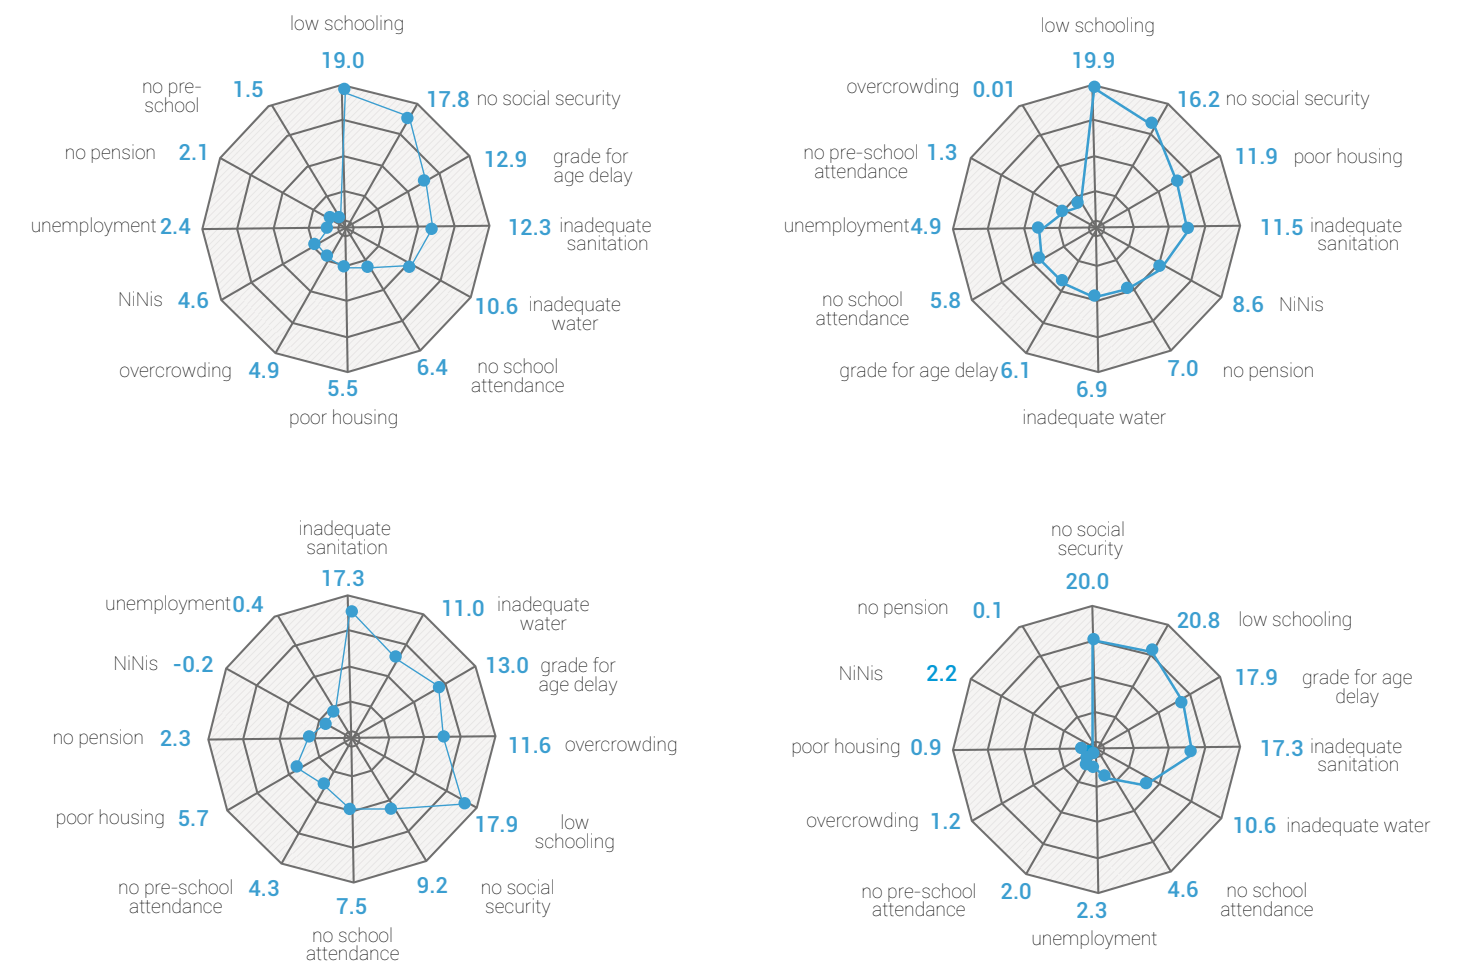 low schooling
19.0
no pre-
school
1.5
17.8 no social security
no pension 2.1
12.9 grade for
age delay
unemployment 2.4
12.3 inadequate
sanitation
NiNis 4.6
10.6 inadequate
water
overcrowding 4.9
6.4 no school
attendance
5.5
poor housing
low schooling
19.9
overcrowding 0.01
16.2 no social security
no pre-school
attendance
1.3
11.9 poor housing
unemployment 4.9
11.5 inadequate
sanitation
no school
attendance
5.8
8.6 NiNis
grade for age delay 6.1
7.0 no pension
6.9
inadequate water
inadequate
sanitation
17.3
unemployment 0.4
11.0 inadequate
water
NiNis -0.2
13.0 grade for
age delay
no pension 2.3
11.6 overcrowding
poor housing 5.7
17.9 low
schooling
no pre-school
attendance
4.3
9.2 no social
security
7.5
no school
attendance
no social
security
20.0
no pension 0.1
20.8 low schooling
NiNis 2.2
17.9 grade for age
delay
poor housing 0.9
17.3 inadequate
sanitation
overcrowding 1.2
10.6 inadequate water
no pre-school
attendance
2.0
4.6 no school
attendance
2.3
unemployment